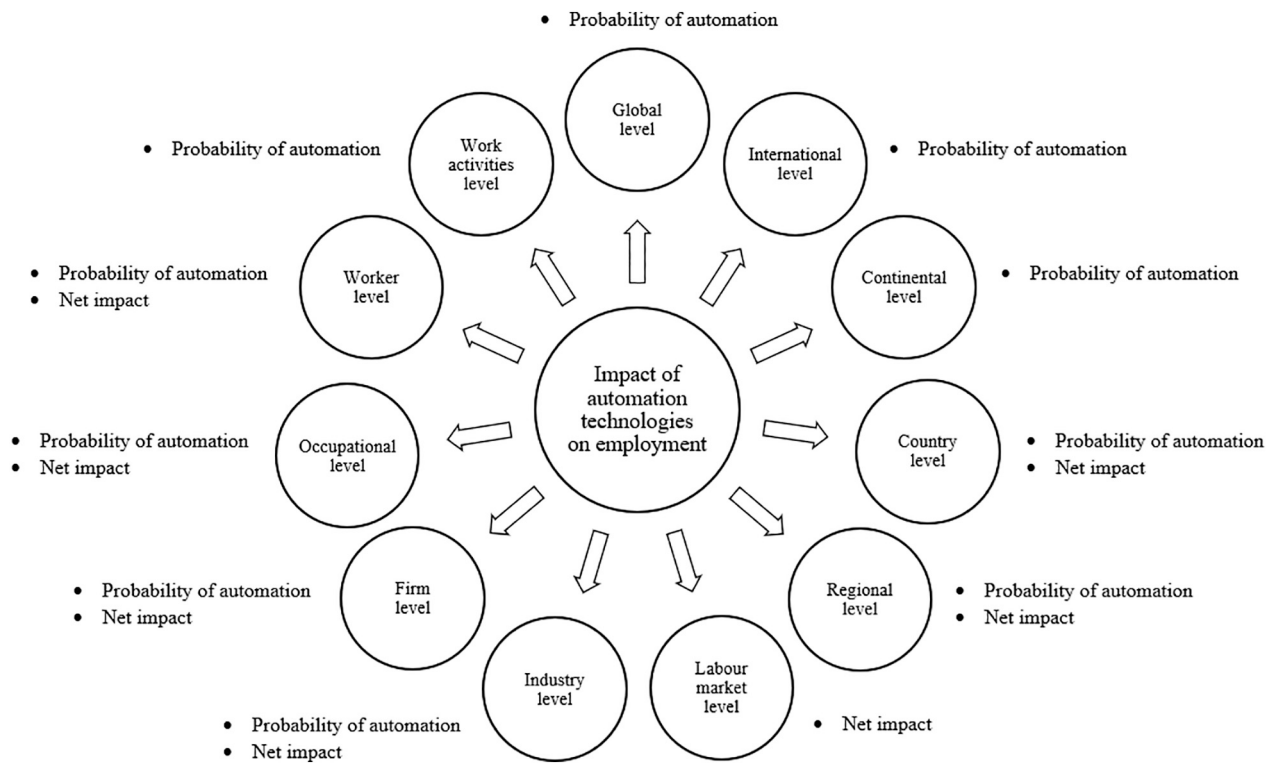 • Probability of automation
Global
level
International
level
• Probability of automation
Continental
level
• Probability of automation
Country
level
• Probability of automation
• Net impact
Regional
level
• Probability of automation
• Net impact
Labour
market
level
• Net impact
Industry
level
• Probability of automation
• Net impact
Firm
level
• Probability of automation
• Net impact
Occupational
level
• Probability of automation
• Net impact
Worker
level
• Probability of automation
• Net impact
Work
activities
level
• Probability of automation
Impact of
automation
technologies
on employment